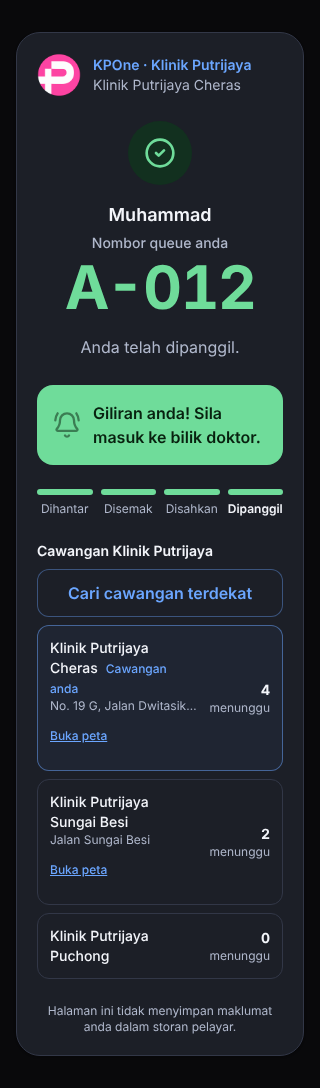 KPOne · Klinik Putrijaya
Klinik Putrijaya Cheras
Muhammad
Nombor queue anda
A-012
Anda telah dipanggil.
Giliran anda! Sila
masuk ke bilik doktor.
Dihantar Disemak Disahkan Dipanggil
Cawangan Klinik Putrijaya
Cari cawangan terdekat
Klinik Putrijaya
Cheras Cawangan
anda
No. 19 G, Jalan Dwitasik...
4
menunggu
Buka peta
Klinik Putrijaya
Sungai Besi
Jalan Sungai Besi
2
menunggu
Buka peta
Klinik Putrijaya
Puchong
0
menunggu
Halaman ini tidak menyimpan maklumat
anda dalam storan pelayar.